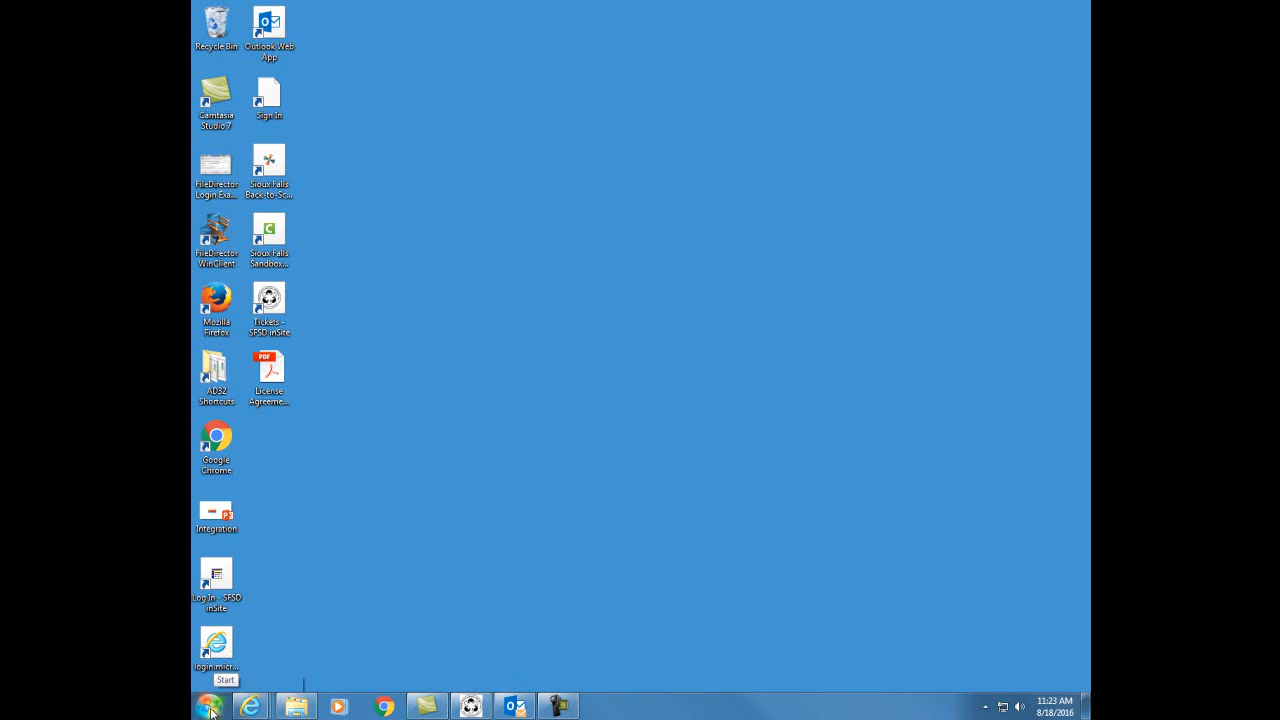 Recycle Bin
Outlook Web
App
Camtasia
Studio 7
Sign In
FileDirector
Login Exa...
Sioux Falls
Back-to-Sc...
FileDirector
WinClient
Sioux Falls
Sandbox...
Mozilla
Firefox
Tickets -
SFSD inSite
AD32
Shortcuts
PDF
License
Agreeme...
Google
Chrome
Integration
Log In - SFSD
inSite
login.micr...
Start
11:23 AM
8/18/2016